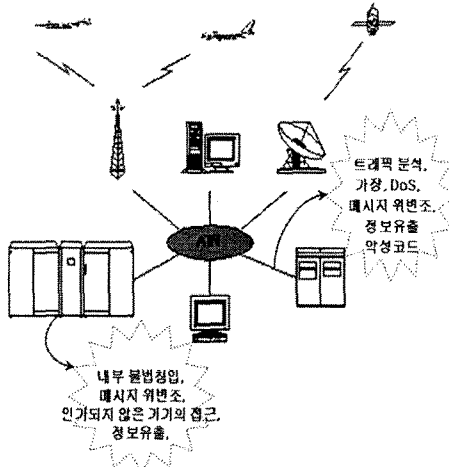 트래픽 분석,
가장, DoS,
메시지 위변조,
정보유출
악성코드
ATN
내부 불법침입,
메시지 위변조,
인가되지 않은 기기의 접근,
정보유출,